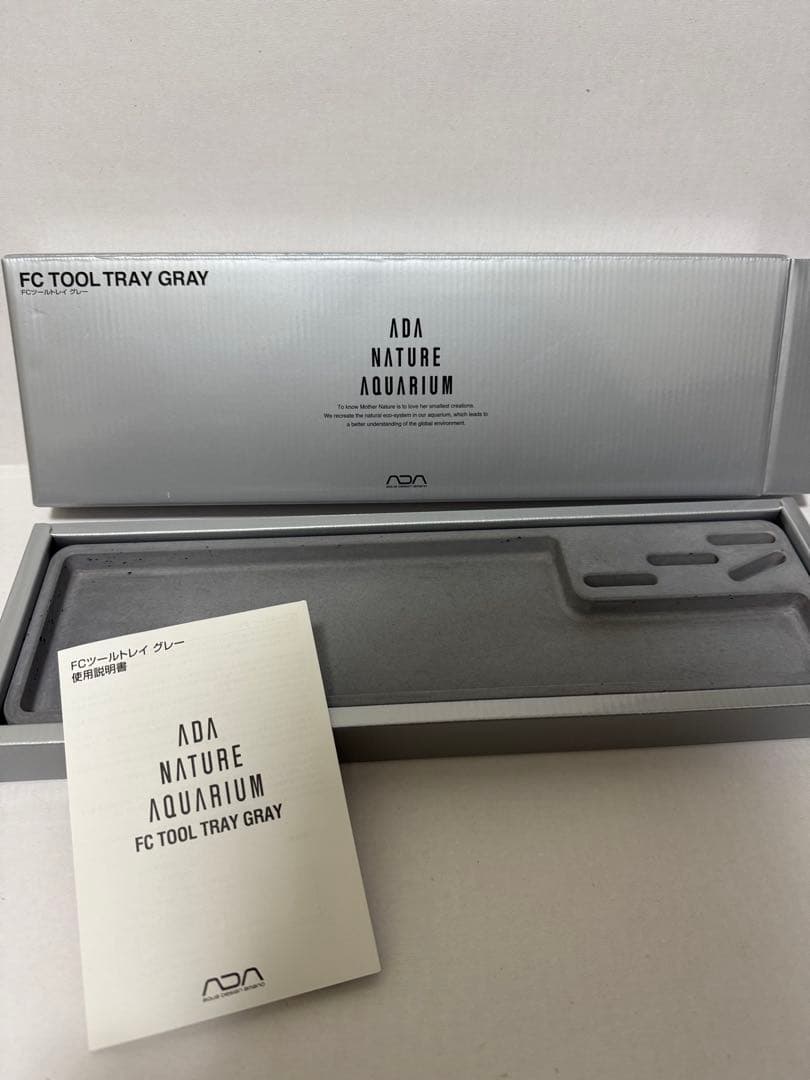 FC TOOL TRAY GRAY
FCツールトレイ グレー
ADA
NATURE
AQUARIUM
To know Mother Nature is to love her smallest creations.
We recreate the natural eco-system in our aquarium, which leads to
a better understanding of the global environment.
ADA
AQUA DESIGN AMANO
FCツールトレイ グレー
使用説明書
ADA
NATURE
AQUARIUM
FC TOOL TRAY GRAY
ADA
AQUA DESIGN AMANO